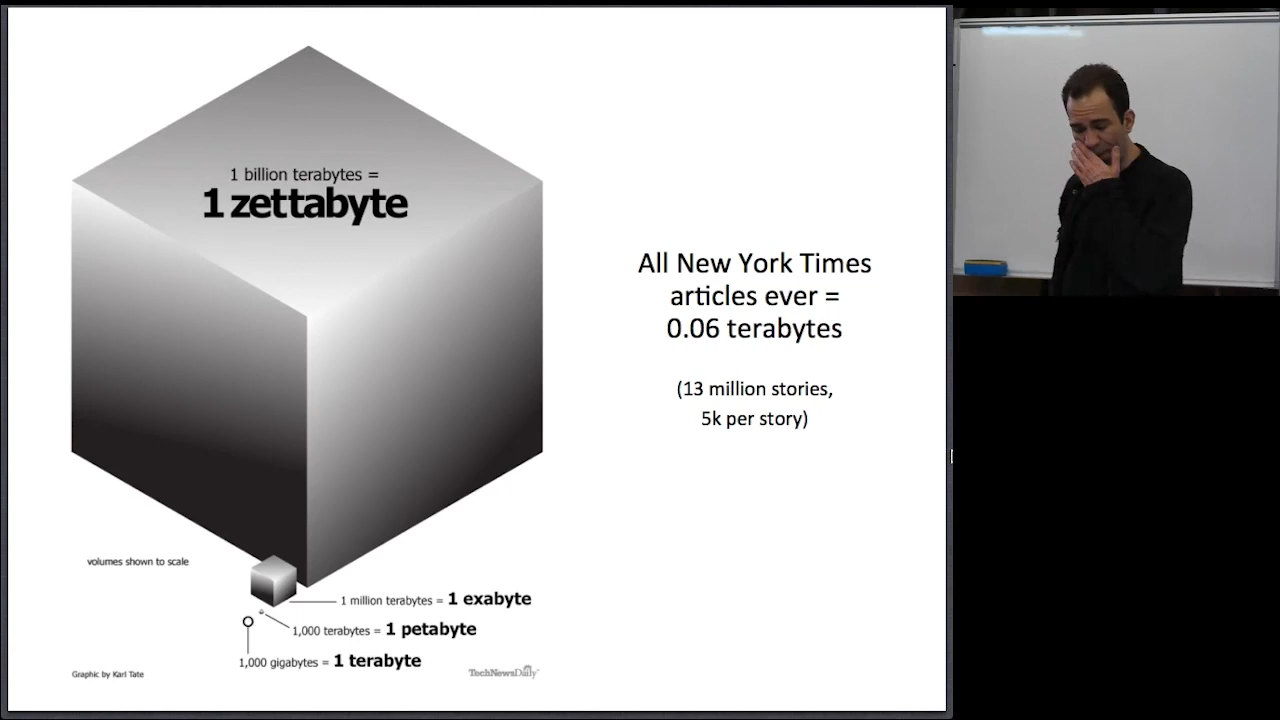 1 billion terabytes =
1 zettabyte
All New York Times
articles ever =
0.06 terabytes
(13 million stories,
5k per story)
volumes shown to scale
1 million terabytes = 1 exabyte
1,000 terabytes = 1 petabyte
1,000 gigabytes = 1 terabyte
Graphic by Karl Tate
TechNewsDaily